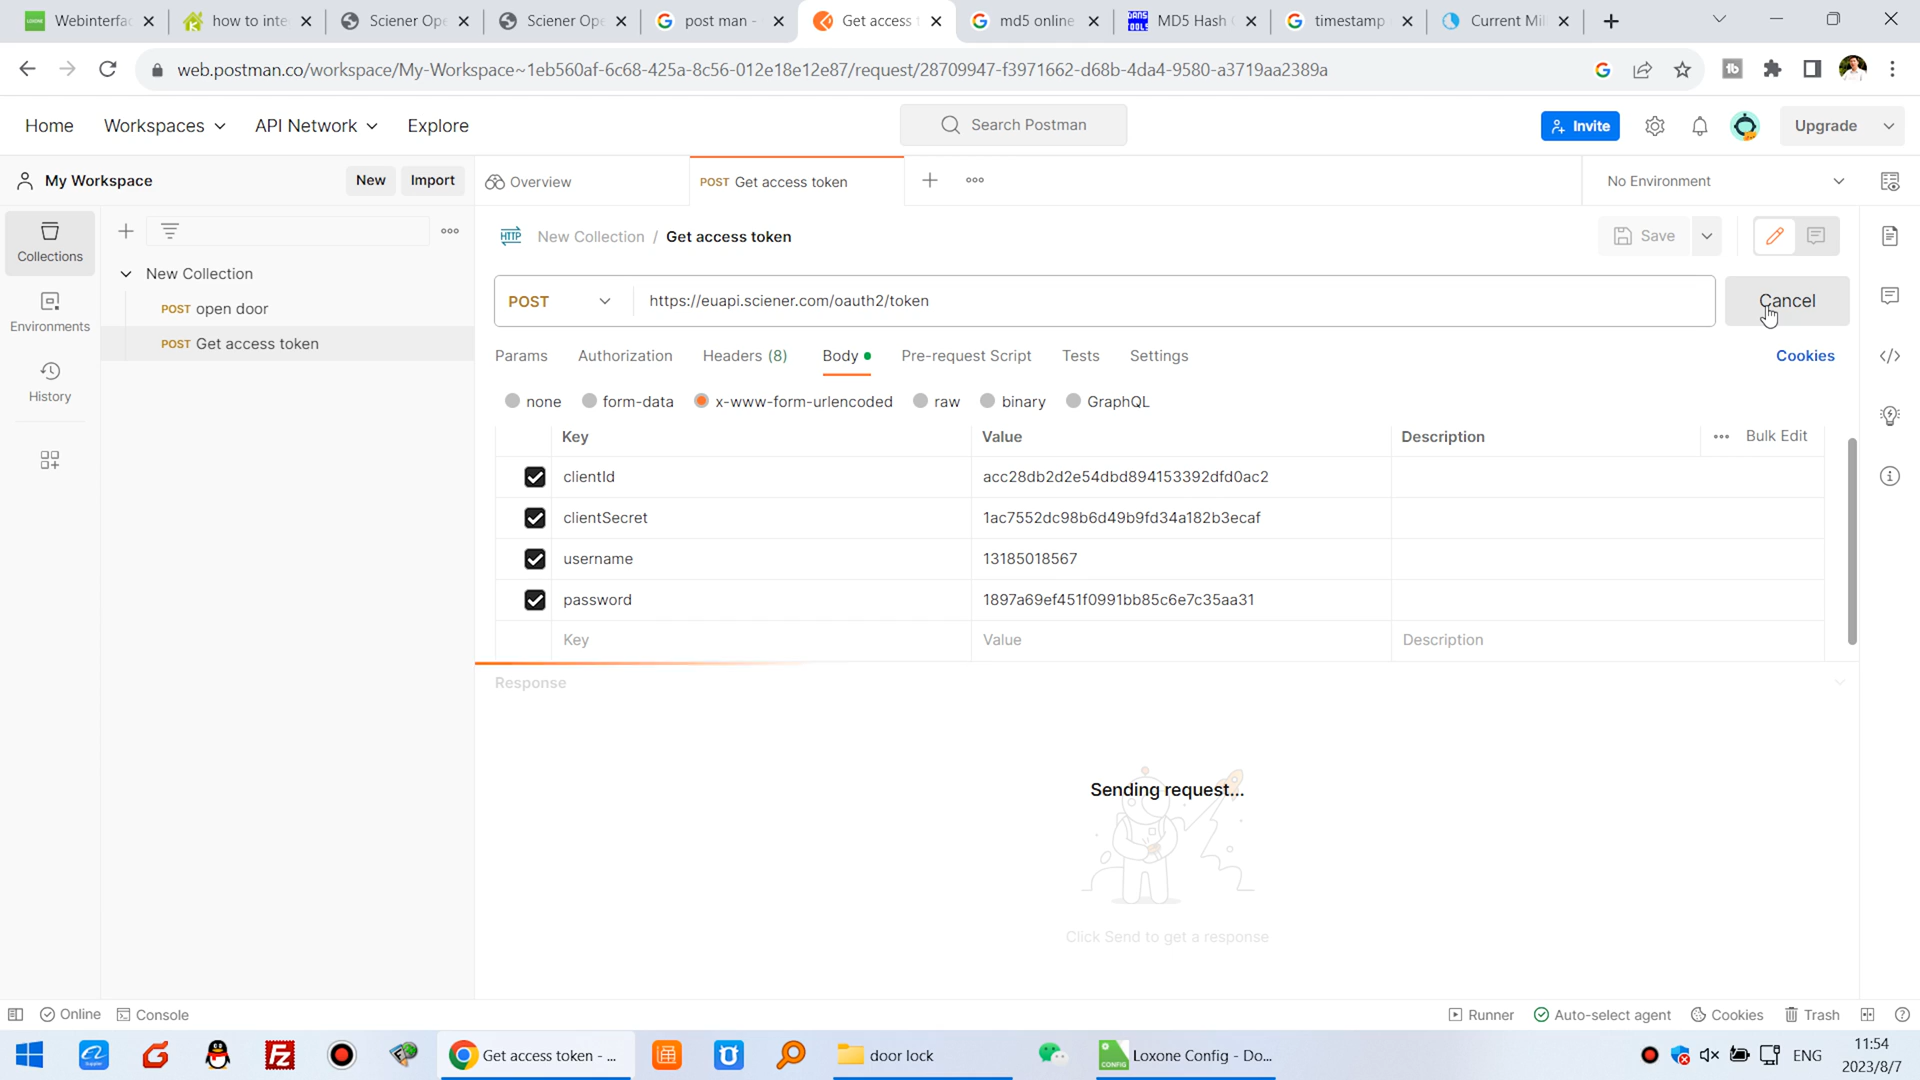 Webinterfac
how to inte
Sciener Ope
Sciener Ope
post man -
Get access t
md5 online
MD5 Hash
timestamp
Current Mil
web.postman.co/workspace/My-Workspace~1eb560af-6c68-425a-8c56-012e18e12e87/request/28709947-f3971662-d68b-4da4-9580-a3719aa2389a
Home
Workspaces
API Network
Explore
Search Postman
Invite
Upgrade
My Workspace
New
Import
Overview
POST Get access token
No Environment
Collections
Environments
History
New Collection
POST open door
POST Get access token
HTTP New Collection / Get access token
Save
POST
https://euapi.sciener.com/oauth2/token
Cancel
Params
Authorization
Headers (8)
Body
Pre-request Script
Tests
Settings
Cookies
none
form-data
x-www-form-urlencoded
raw
binary
GraphQL
Key Value Description Bulk Edit
clientId acc28db2d2e54dbd894153392dfd0ac2
clientSecret 1ac7552dc98b6d49b9fd34a182b3ecaf
username 13185018567
password 1897a69ef451f0991bb85c6e7c35aa31
Key Value Description
Response
Sending request...
Click Send to get a response
Online
Console
Runner
Auto-select agent
Cookies
Trash
Get access token - ...
door lock
CONFIG
Loxone Config - Do...
ENG
11:54
2023/8/7